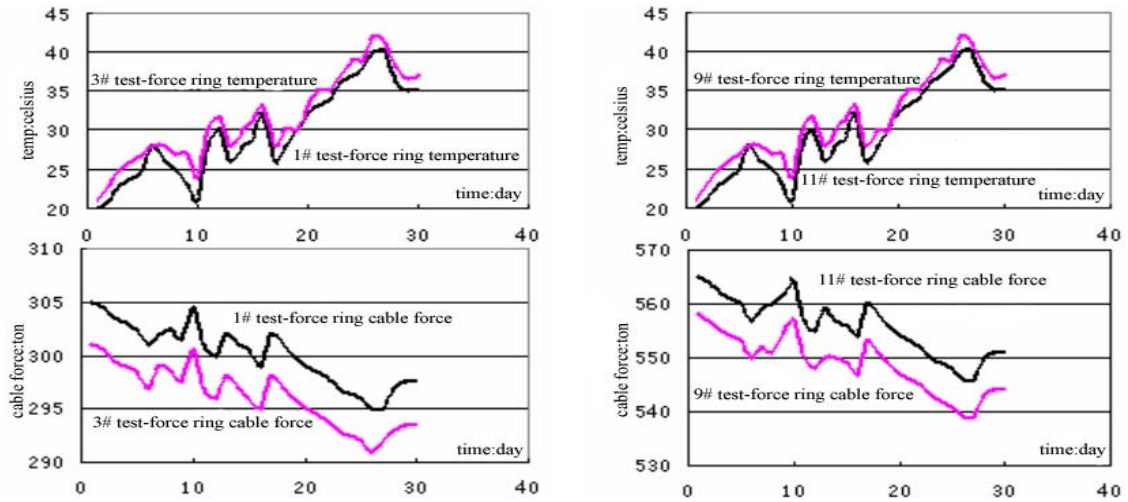 45
40
35
30
25
20
temp:celsius
3# test-force ring temperature
1# test-force ring temperature
time:day
0
10
20
30
40
45
40
35
30
25
20
temp:celsius
9# test-force ring temperature
11# test-force ring temperature
time:day
0
10
20
30
40
310
305
300
295
290
cable force:ton
1# test-force ring cable force
3# test-force ring cable force
time:day
0
10
20
30
40
570
560
550
540
530
cable force:ton
11# test-force ring cable force
9# test-force ring cable force
time:day
0
10
20
30
40